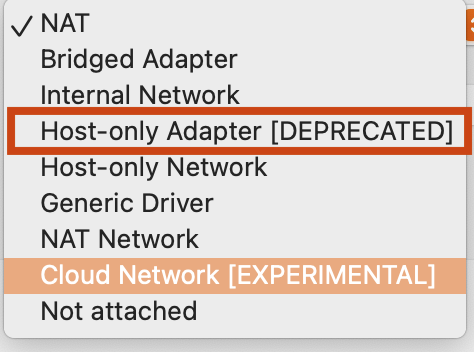 ✓ NAT
Bridged Adapter
Internal Network
Host-only Adapter [DEPRECATED]
Host-only Network
Generic Driver
NAT Network
Cloud Network [EXPERIMENTAL]
Not attached